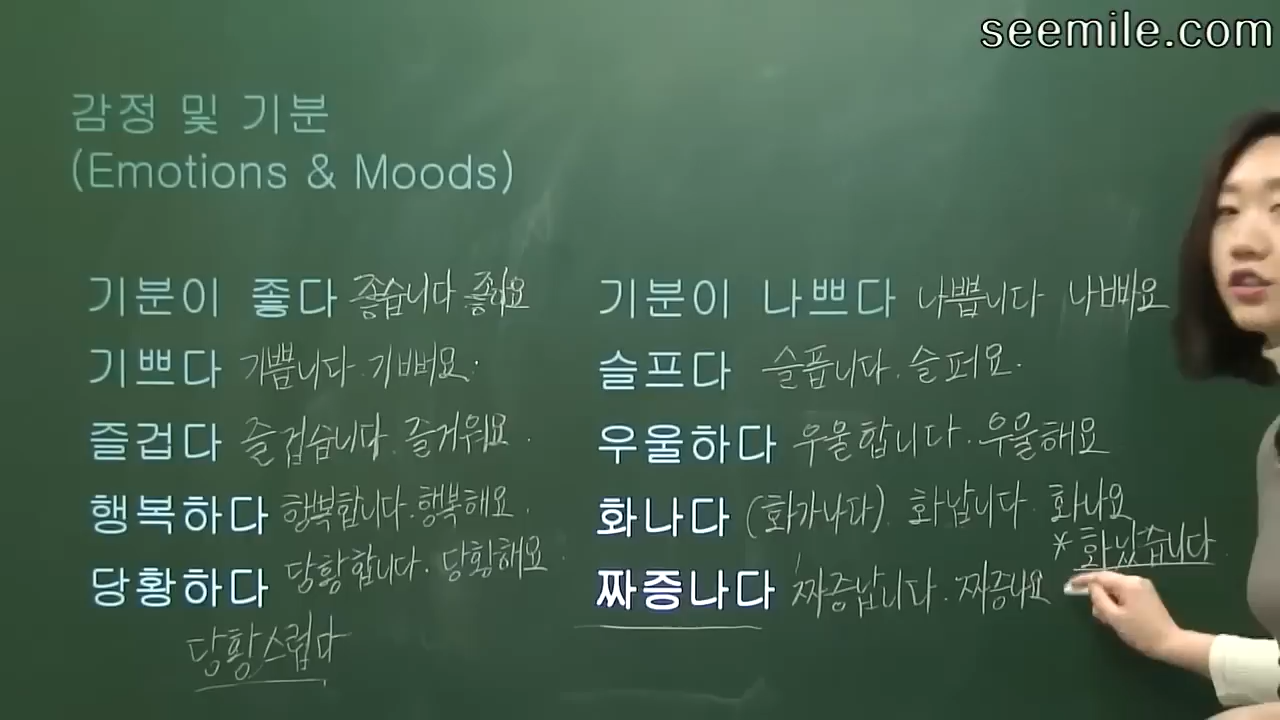 seemile.com
감정 및 기분
(Emotions & Moods)
기분이 좋다 좋습니다 좋아요
기쁘다 기쁩니다. 기뻐요.
즐겁다 즐겁습니다. 즐거워요.
행복하다 행복합니다. 행복해요.
당황하다 당황합니다. 당황해요.
당황스럽다
기분이 나쁘다 나쁩니다 나빠요
슬프다 슬픕니다. 슬퍼요.
우울하다 우울합니다. 우울해요
화나다 (화가나다). 화납니다. 화나요
* 화났습니다.
짜증나다 짜증납니다. 짜증나요